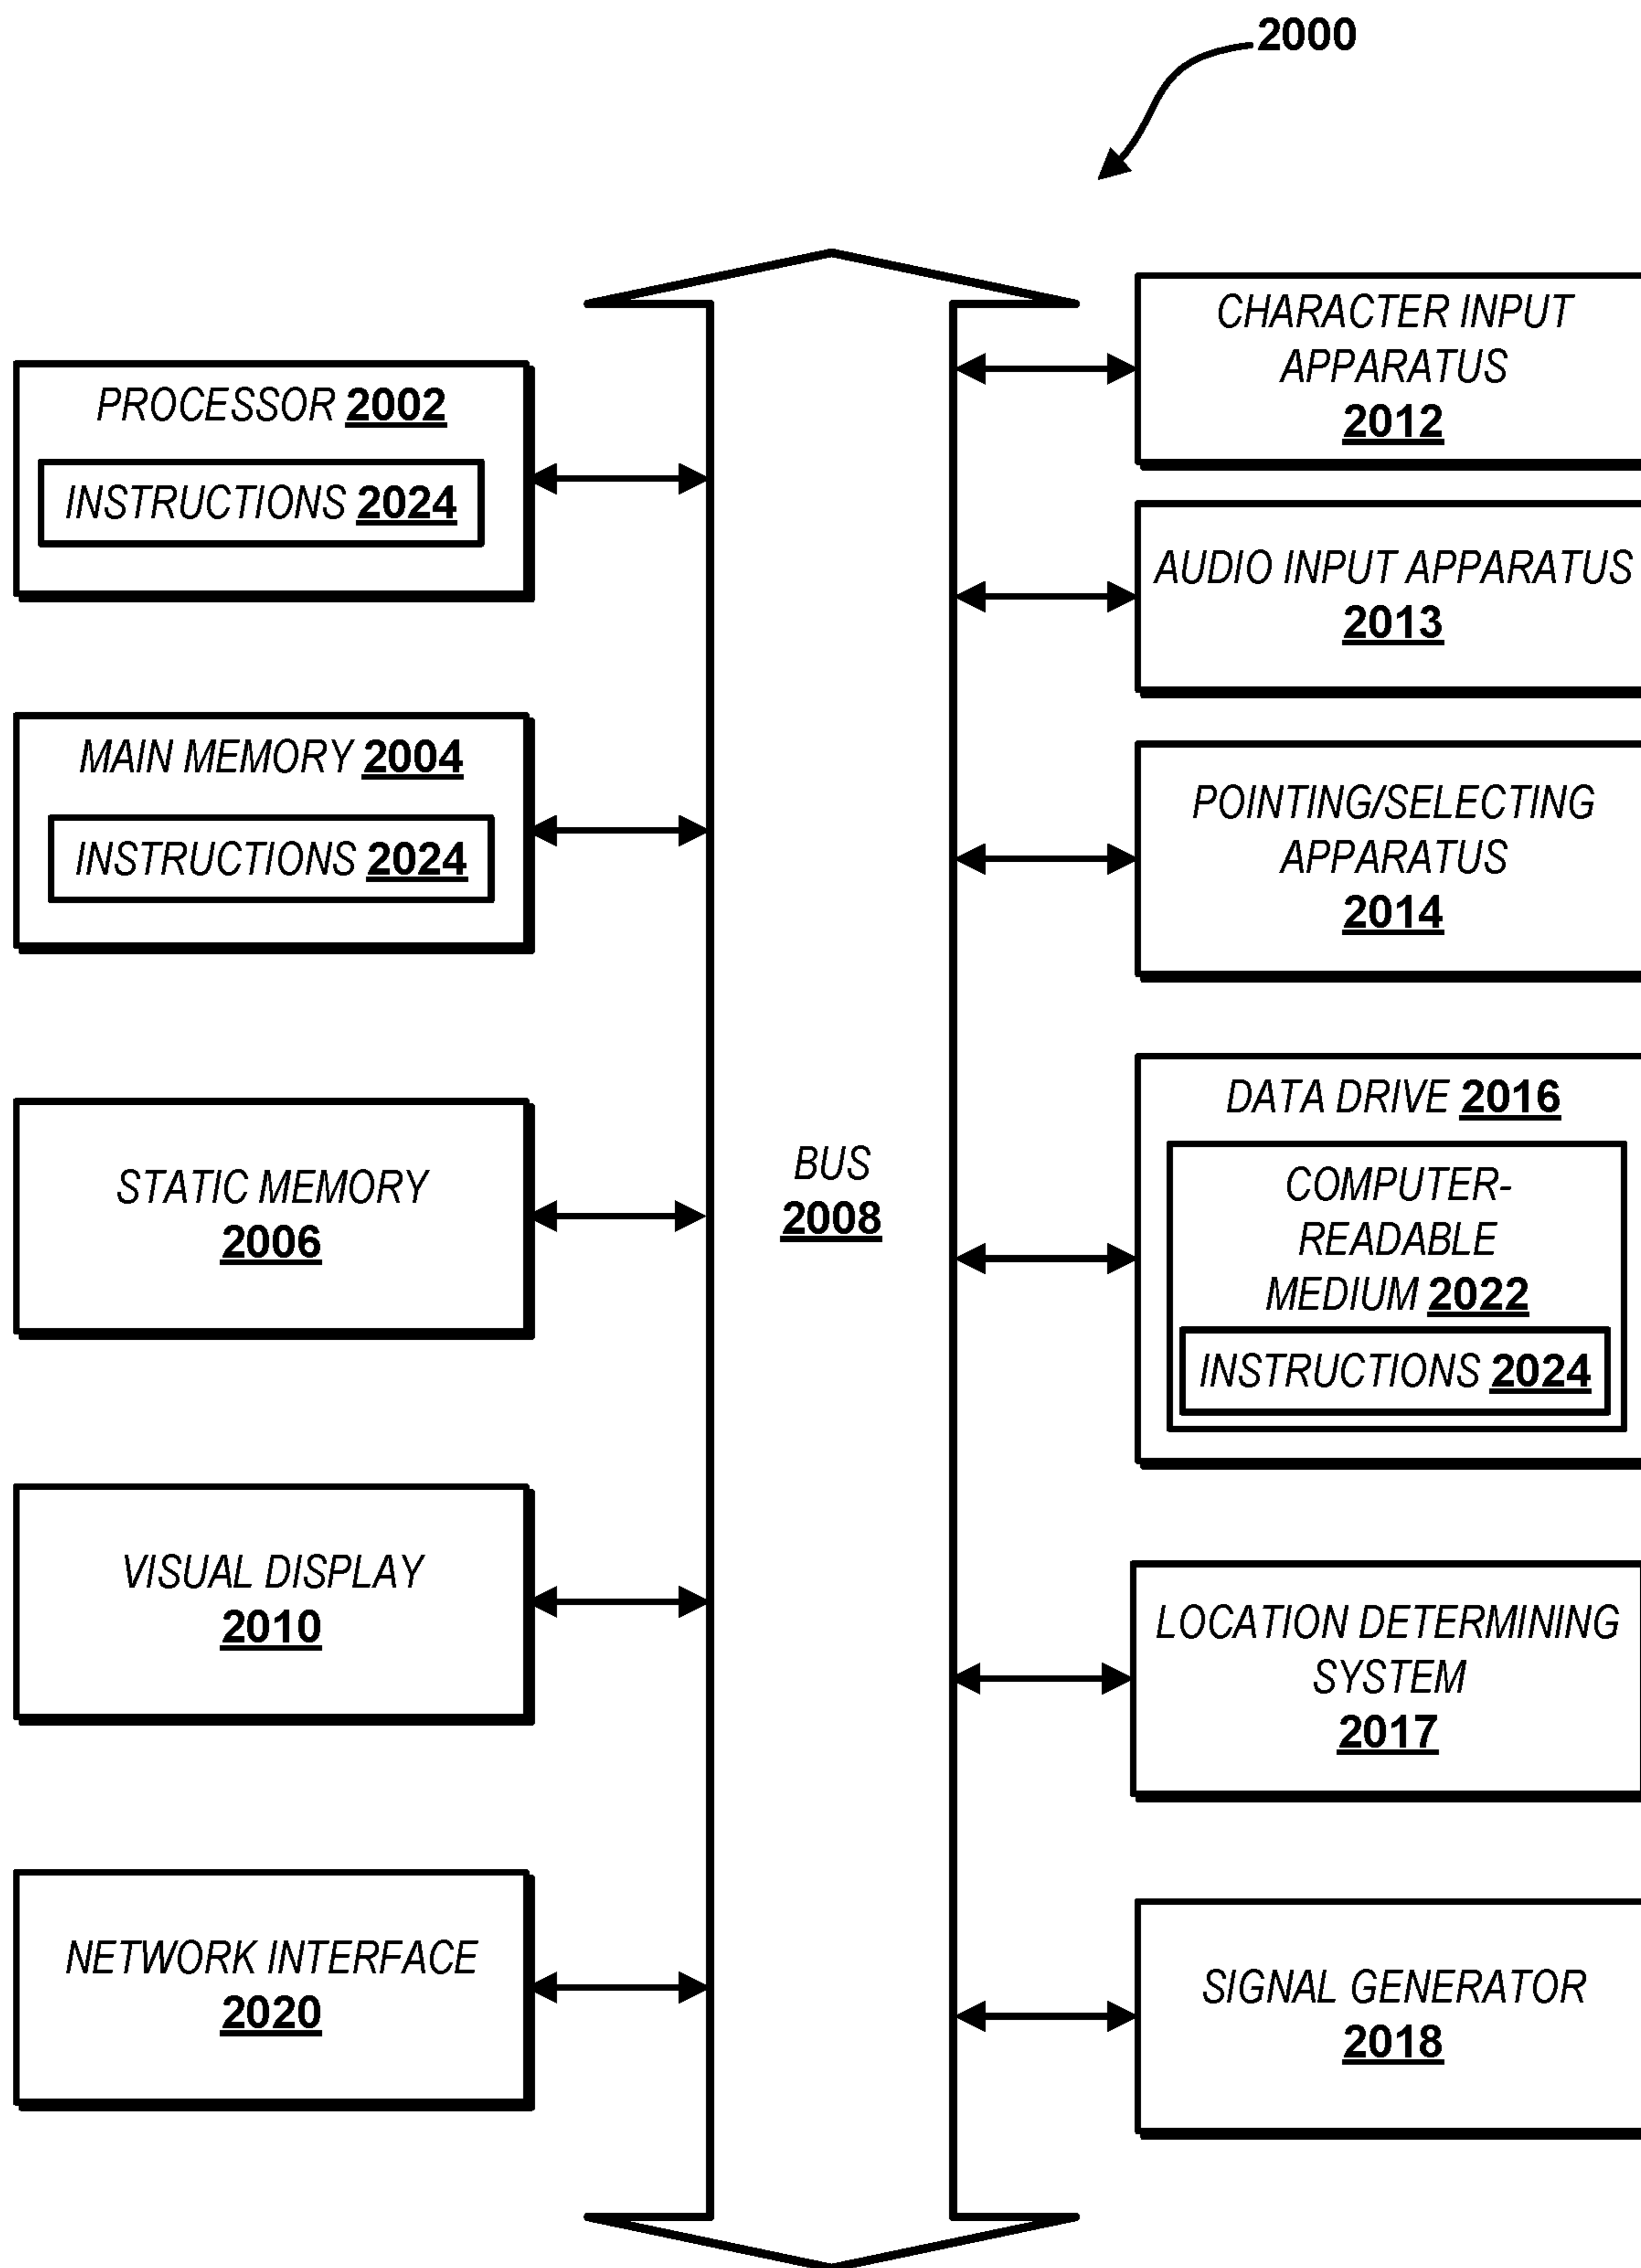 2000
PROCESSOR 2002
INSTRUCTIONS 2024
MAIN MEMORY 2004
INSTRUCTIONS 2024
STATIC MEMORY
2006
VISUAL DISPLAY
2010
NETWORK INTERFACE
2020
BUS
2008
CHARACTER INPUT
APPARATUS
2012
AUDIO INPUT APPARATUS
2013
POINTING/SELECTING
APPARATUS
2014
DATA DRIVE 2016
COMPUTER-
READABLE
MEDIUM 2022
INSTRUCTIONS 2024
LOCATION DETERMINING
SYSTEM
2017
SIGNAL GENERATOR
2018